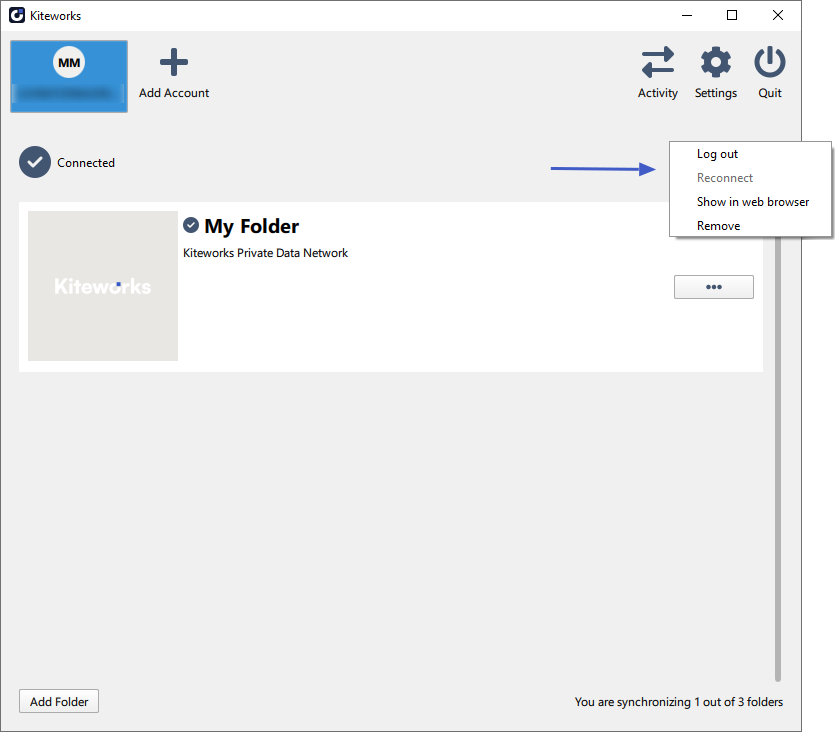 Kiteworks
MM
Add Account
Activity
Settings
Quit
Connected
Log out
Reconnect
Show in web browser
Remove
My Folder
Kiteworks Private Data Network
Kiteworks
Add Folder
You are synchronizing 1 out of 3 folders